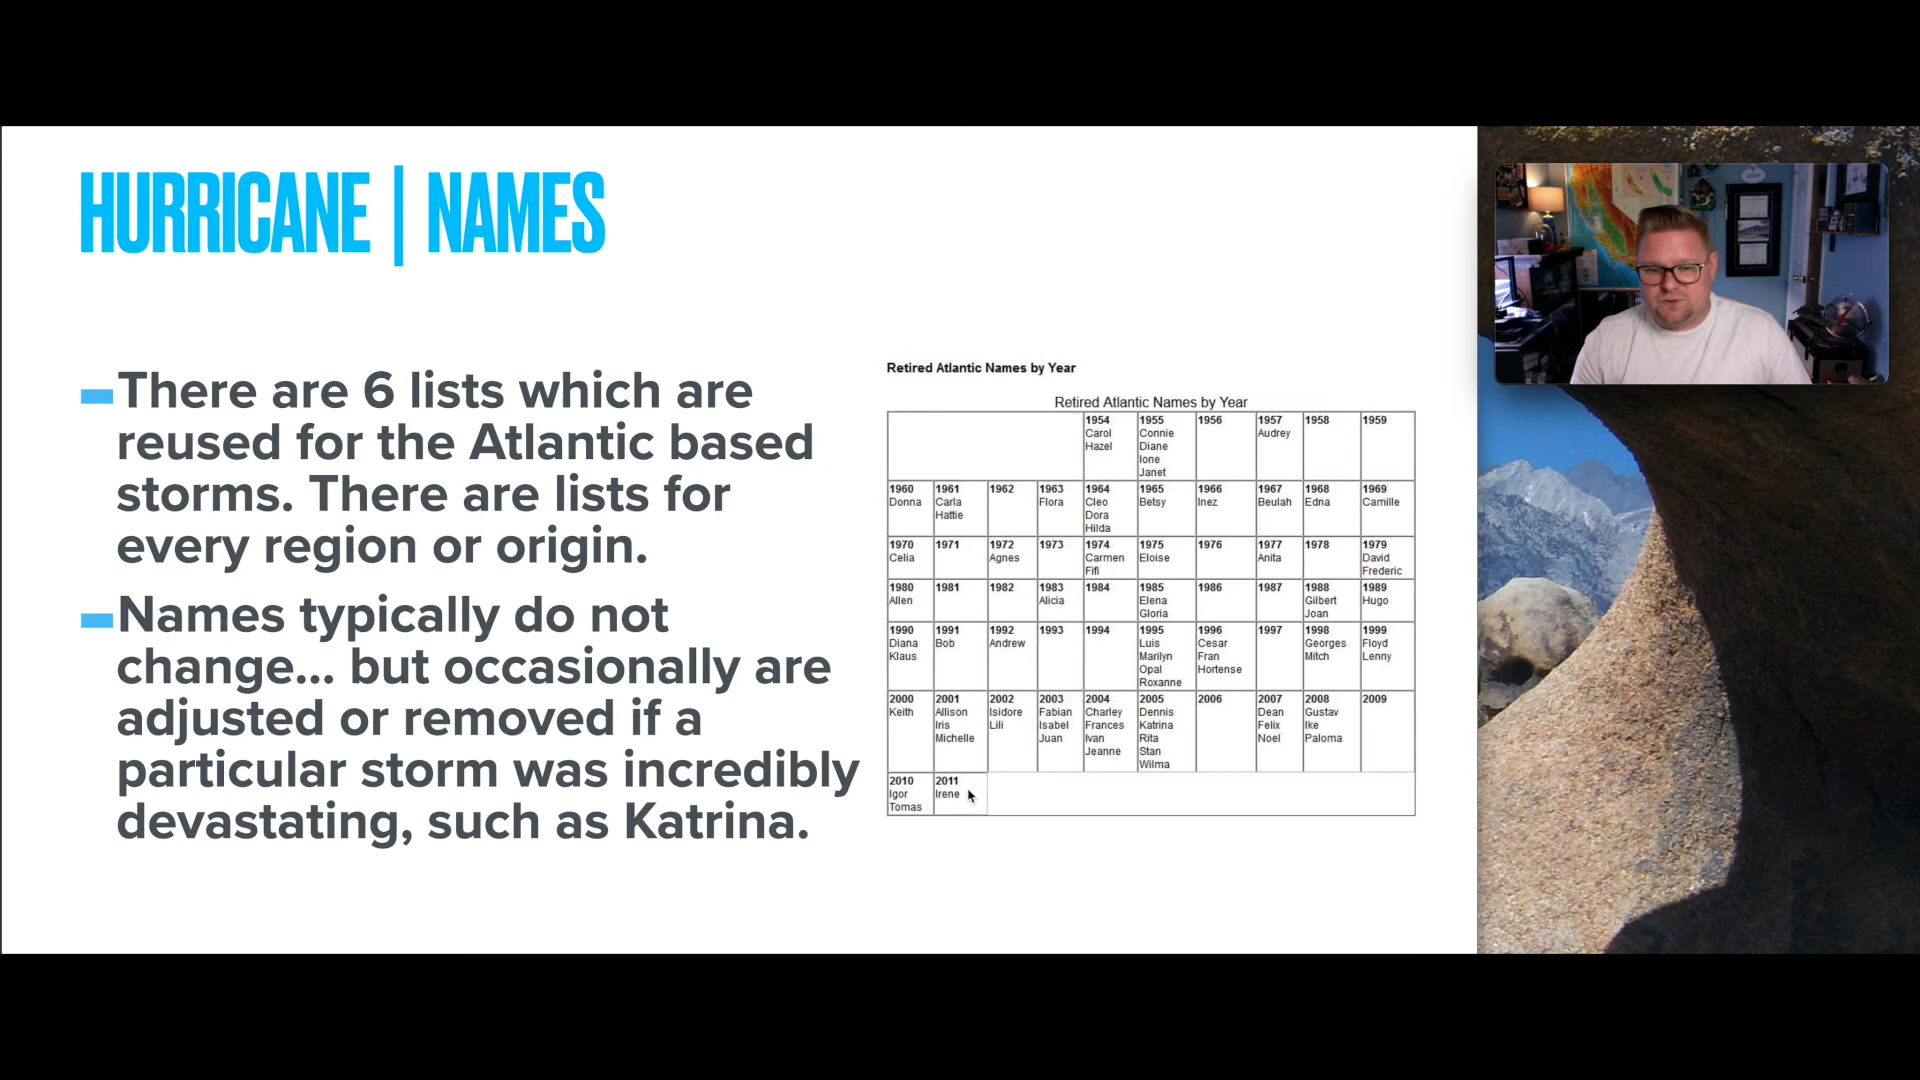 HURRICANE | NAMES
There are 6 lists which are
reused for the Atlantic based
storms. There are lists for
every region or origin.
Names typically do not
change... but occasionally are
adjusted or removed if a
particular storm was incredibly
devastating, such as Katrina.
Retired Atlantic Names by Year
Retired Atlantic Names by Year
1954 1955 1956 1957 1958 1959
Carol Connie Audrey
Hazel Diane
Ione
Janet
1960 1961 1962 1963 1964 1965 1966 1967 1968 1969
Donna Carla Flora Cleo Betsy Inez Beulah Edna Camille
Hattie Dora
Hilda
1970 1971 1972 1973 1974 1975 1976 1977 1978 1979
Celia Agnes Carmen Eloise Anita David
Fifi Frederic
1980 1981 1982 1983 1984 1985 1986 1987 1988 1989
Allen Alicia Elena Gilbert Hugo
Gloria Joan
1990 1991 1992 1993 1994 1995 1996 1997 1998 1999
Diana Bob Andrew Luis Cesar Georges Floyd
Klaus Marilyn Fran Mitch Lenny
Opal Hortense
Roxanne
2000 2001 2002 2003 2004 2005 2006 2007 2008 2009
Keith Allison Isidore Fabian Charley Dennis Dean Gustav
Iris Lili Isabel Frances Katrina Felix Ike
Michelle Juan Ivan Rita Noel Paloma
Jeanne Stan
Wilma
2010 2011
Igor Irene
Tomas